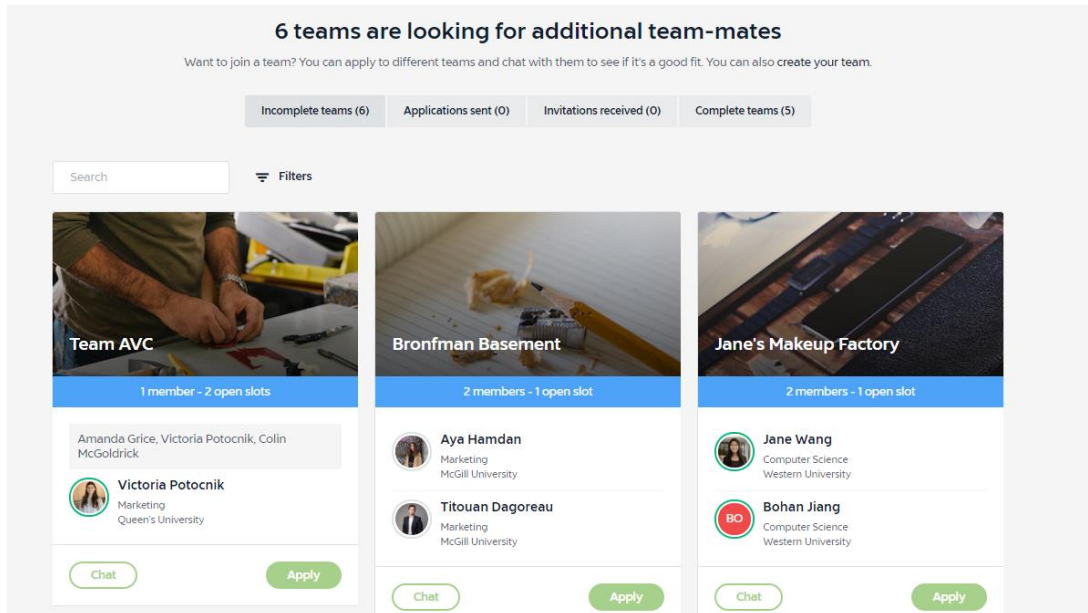 6 teams are looking for additional team-mates
Want to join a team? You can apply to different teams and chat with them to see if it's a good fit. You can also create your team.
Incomplete teams (6)
Applications sent (0)
Invitations received (0)
Complete teams (5)
Search
Filters
Team AVC
1 member - 2 open slots
Amanda Grice, Victoria Potocnik, Colin
McGoldrick
Victoria Potocnik
Marketing
Queen's University
Chat
Apply
Bronfman Basement
2 members - 1 open slot
Aya Hamdan
Marketing
McGill University
Titouan Dagoreau
Marketing
McGill University
Chat
Apply
Jane's Makeup Factory
2 members - 1 open slot
Jane Wang
Computer Science
Western University
BO
Bohan Jiang
Computer Science
Western University
Chat
Apply